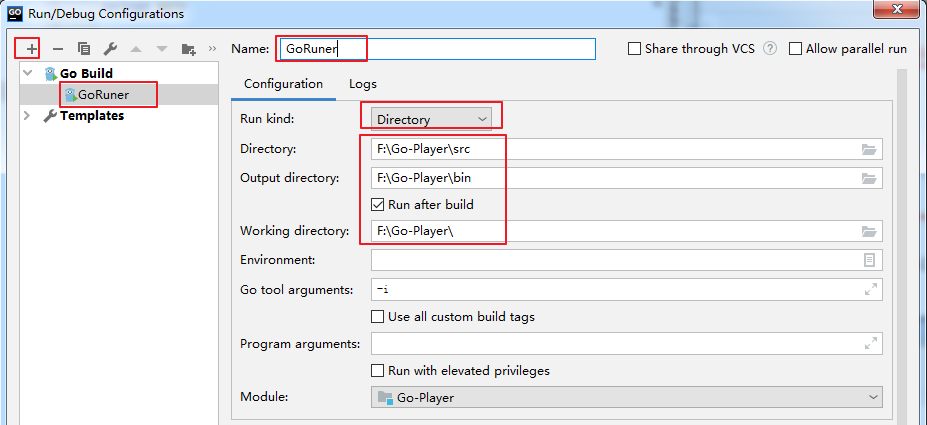 GO Run/Debug Configurations
Name: GoRuner
Share through VCS ? Allow parallel run
Go Build
GoRuner
Templates
Configuration Logs
Run kind: Directory
Directory: F:\Go-Player\src
Output directory: F:\Go-Player\bin
Run after build
Working directory: F:\Go-Player\
Environment:
Go tool arguments: -i
Use all custom build tags
Program arguments:
Run with elevated privileges
Module: Go-Player